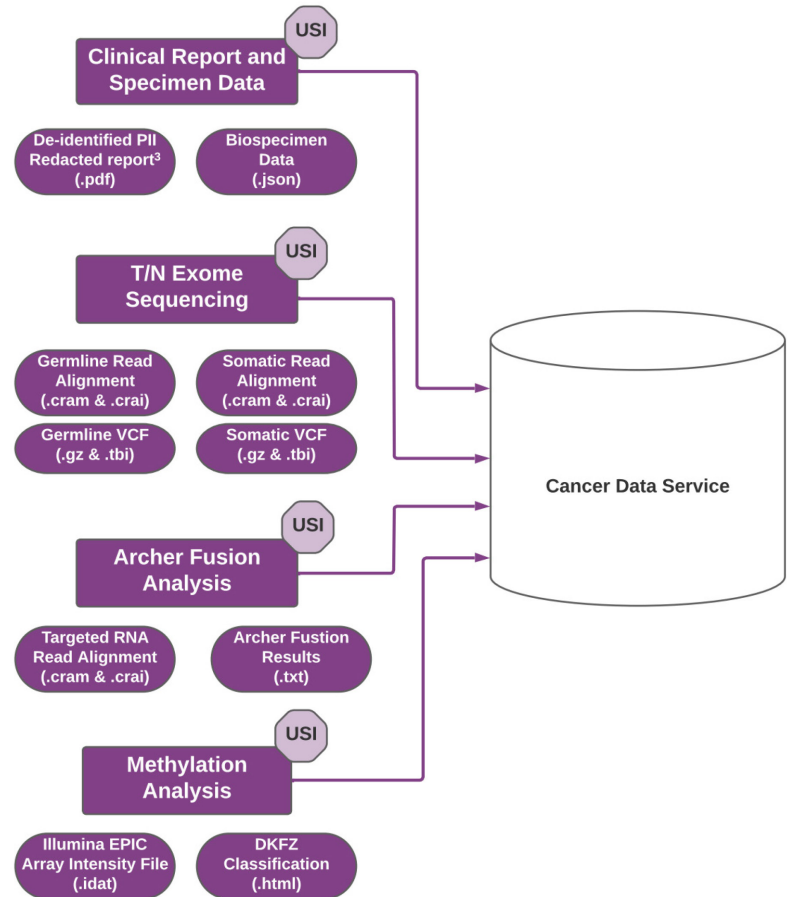 USI
Clinical Report and
Specimen Data
De-identified PII
Redacted report³
(.pdf)
Biospecimen
Data
(.json)
USI
T/N Exome
Sequencing
Germline Read
Alignment
(.cram & .crai)
Somatic Read
Alignment
(.cram & .crai)
Germline VCF
(.gz & .tbi)
Somatic VCF
(.gz & .tbi)
Cancer Data Service
USI
Archer Fusion
Analysis
Targeted RNA
Read Alignment
(.cram & .crai)
Archer Fustion
Results
(.txt)
USI
Methylation
Analysis
Illumina EPIC
Array Intensity File
(.idat)
DKFZ
Classification
(.html)